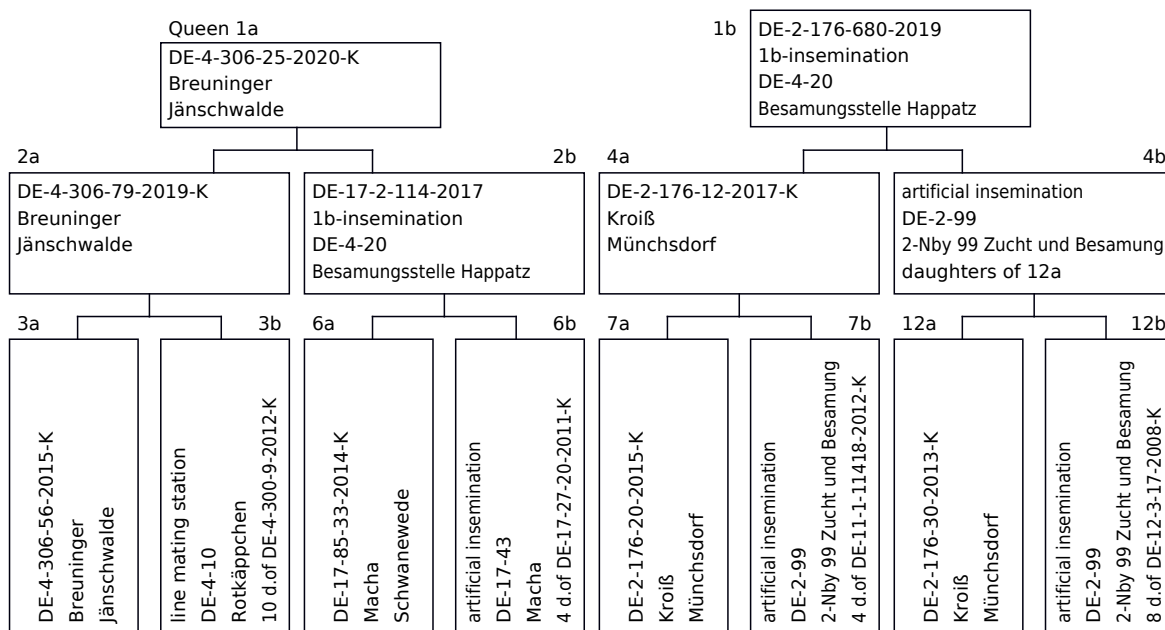 Queen 1a
DE-4-306-25-2020-K
Breuninger
Jänschwalde
1b
DE-2-176-680-2019
1b-insemination
DE-4-20
Besamungsstelle Happatz
2a
DE-4-306-79-2019-K
Breuninger
Jänschwalde
2b
DE-17-2-114-2017
1b-insemination
DE-4-20
Besamungsstelle Happatz
4a
DE-2-176-12-2017-K
Kroiß
Münchsdorf
4b
artificial insemination
DE-2-99
2-Nby 99 Zucht und Besamung
daughters of 12a
3a
DE-4-306-56-2015-K
Breuninger
Jänschwalde
3b
line mating station
DE-4-10
Rotkäppchen
10 d.of DE-4-300-9-2012-K
6a
DE-17-85-33-2014-K
Macha
Schwanewede
6b
artificial insemination
DE-17-43
Macha
4 d.of DE-17-27-20-2011-K
7a
DE-2-176-20-2015-K
Kroiß
Münchsdorf
7b
artificial insemination
DE-2-99
2-Nby 99 Zucht und Besamung
4 d.of DE-11-1-11418-2012-K
12a
DE-2-176-30-2013-K
Kroiß
Münchsdorf
12b
artificial insemination
DE-2-99
2-Nby 99 Zucht und Besamung
8 d.of DE-12-3-17-2008-K